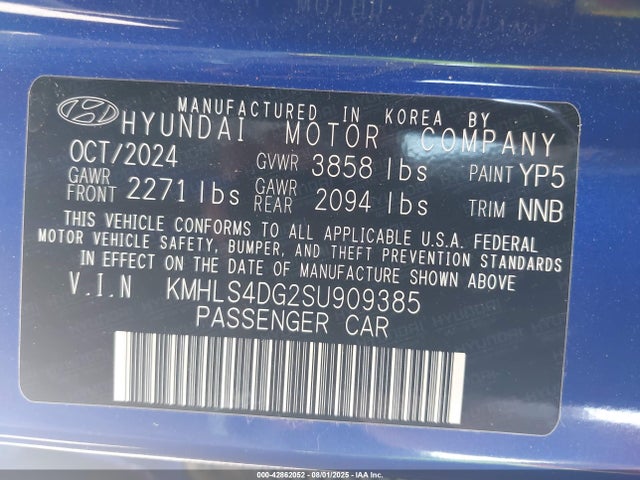 MANUFACTURED IN KOREA BY
HYUNDAI MOTOR COMPANY
OCT/2024 GVWR 3858 lbs PAINT YP5
GAWR FRONT 2271 lbs GAWR REAR 2094 lbs TRIM NNB
THIS VEHICLE CONFORMS TO ALL APPLICABLE U.S.A. FEDERAL
MOTOR VEHICLE SAFETY, BUMPER, AND THEFT PREVENTION STANDARDS
IN EFFECT ON THE DATE OF MANUFACTURE SHOWN ABOVE
V.I.N KMHLS4DG2SU909385
PASSENGER CAR
000-42862052 - 08/01/2025 - IAAI.COM